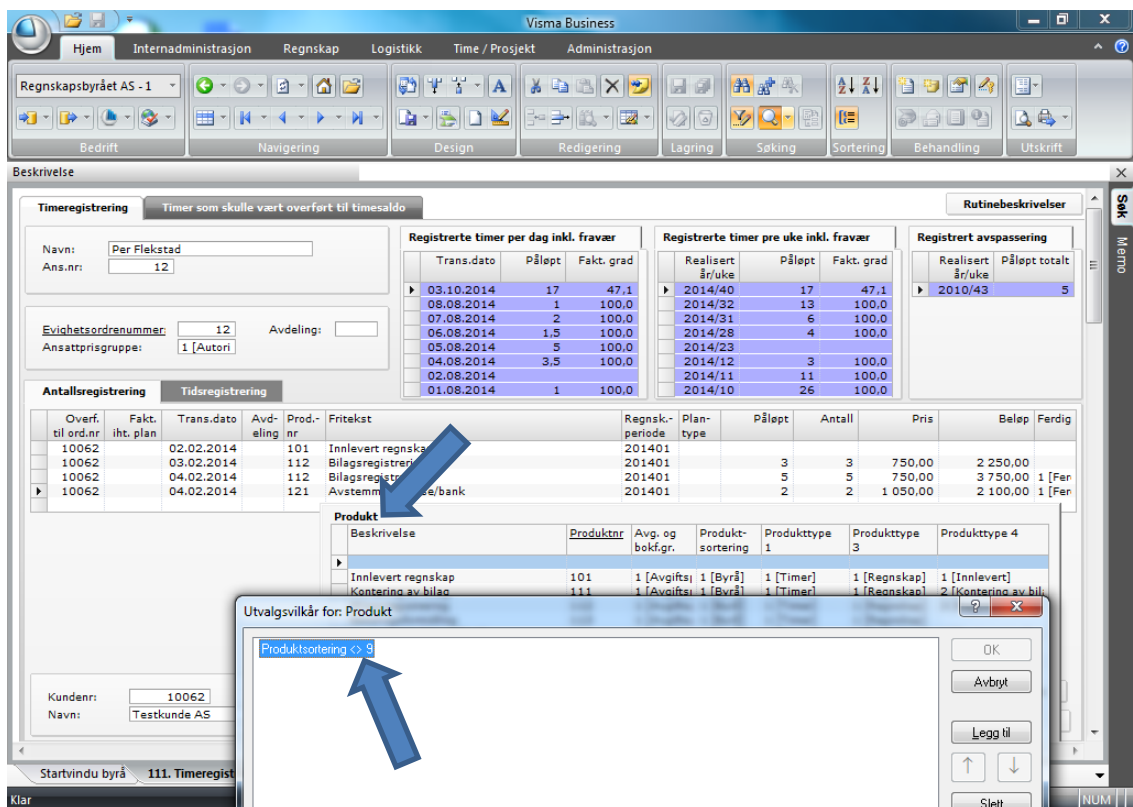 Visma Business
Hjem Internadministrasjon Regnskap Logistikk Time / Prosjekt Administrasjon
Regnskapsbyrået AS - 1
Bedrift Navigering Design Redigering Lagring Søking Sortering Behandling Utskrift
Beskrivelse
Søk
Memo
Timeregistrering Timer som skulle vært overført til timesaldo Rutinebeskrivelser
Navn: Per Flekstad
Ans.nr: 12
Evighetsordrenummer: 12 Avdeling:
Ansattprisgruppe: 1 [Autori
Registrerte timer per dag inkl. fravær
Trans.dato Påløpt Fakt. grad
03.10.2014 17 47,1
08.08.2014 1 100,0
07.08.2014 2 100,0
06.08.2014 1,5 100,0
05.08.2014 5 100,0
04.08.2014 3,5 100,0
02.08.2014
01.08.2014 1 100,0
Registrerte timer pre uke inkl. fravær
Realisert Påløpt Fakt. grad
år/uke
2014/40 17 47,1
2014/32 13 100,0
2014/31 6 100,0
2014/28 4 100,0
2014/23
2014/12 3 100,0
2014/11 11 100,0
2014/10 26 100,0
Registrert avspassering
Realisert Påløpt totalt
år/uke
2010/43 5
Antallsregistrering Tidsregistrering
Overf. Fakt. Trans.dato Avd- Prod.- Fritekst Regnsk.- Plan- Påløpt Antall Pris Beløp Ferdig
til ord.nr iht. plan eling nr periode type
10062 02.02.2014 101 Innlevert regnska 201401
10062 03.02.2014 112 Bilagsregistreri 201401 3 3 750,00 2 250,00
10062 04.02.2014 112 Bilagsregist 201401 5 5 750,00 3 750,00 1 [Fer
10062 04.02.2014 121 Avstemm se/bank 201401 2 2 1 050,00 2 100,00 1 [Fer
Produkt
Beskrivelse Produktnr Avg. og Produkt- Produkttype Produkttype Produkttype 4
bokf.gr. sortering 1 3
Innlevert regnskap 101 1 [Avgifts 1 [Byrå] 1 [Timer] 1 [Regnskap] 1 [Innlevert]
Kontering av bilag 111 1 [Avgifts 1 [Byrå] 1 [Timer] 1 [Regnskap] 2 [Kontering av bil
Utvalgsvilkår for: Produkt
Produktsortering <> 9
OK
Avbryt
Legg til
Slett
Kundenr: 10062
Navn: Testkunde AS
Startvindu byrå 111. Timeregist
Klar NUM